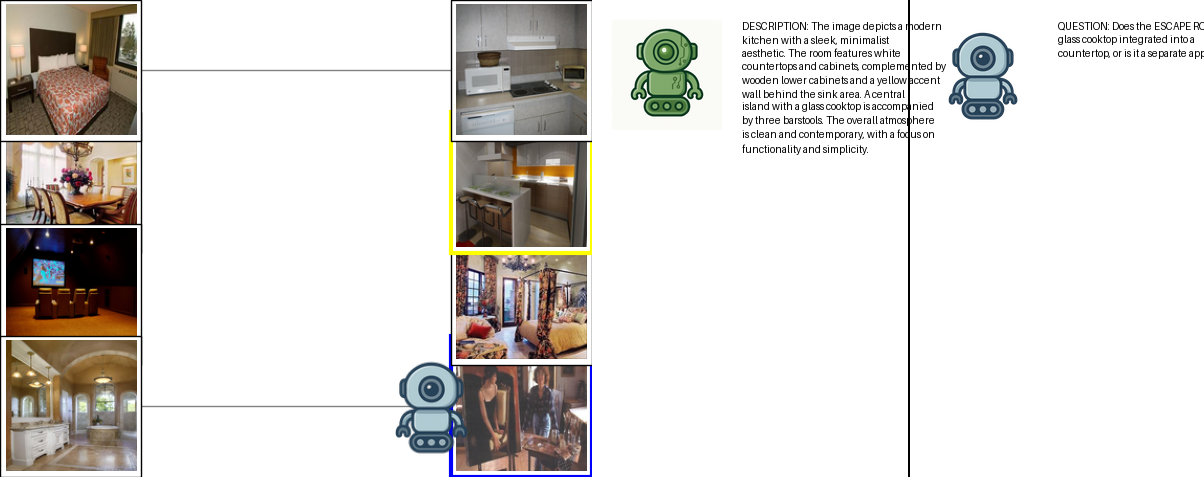 DESCRIPTION: The image depicts a modern
kitchen with a sleek, minimalist
aesthetic. The room features white
countertops and cabinets, complemented by
wooden lower cabinets and a yellow accent
wall behind the sink area. A central
island with a glass cooktop is accompanied
by three barstools. The overall atmosphere
is clean and contemporary, with a focus on
functionality and simplicity.
QUESTION: Does the ESCAPE RO
glass cooktop integrated into a
countertop, or is it a separate app